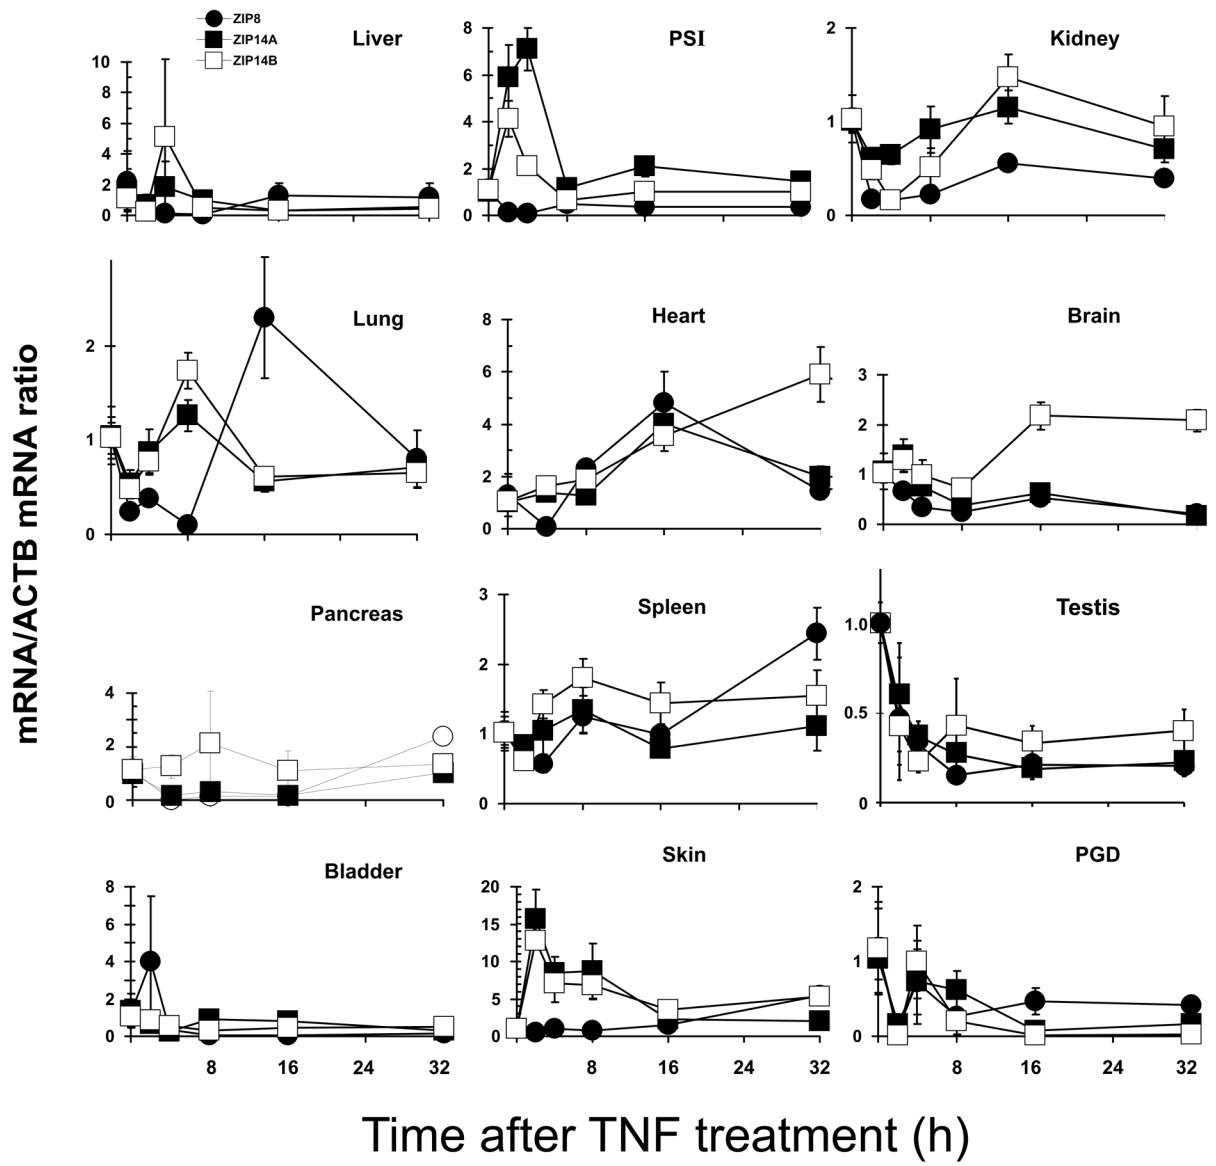 ZIP8
ZIP14A
ZIP14B
Liver
PSI
Kidney
10
8
6
4
2
0
8
6
4
2
0
2
1
0
Lung
Heart
Brain
2
1
0
8
6
4
2
0
3
2
1
0
mRNA/ACTB mRNA ratio
Pancreas
Spleen
Testis
4
2
0
3
2
1
0
1.0
0.5
0
Bladder
Skin
PGD
8
6
4
2
0
20
15
10
5
0
2
1
0
8 16 24 32
8 16 24 32
8 16 24 32
Time after TNF treatment (h)